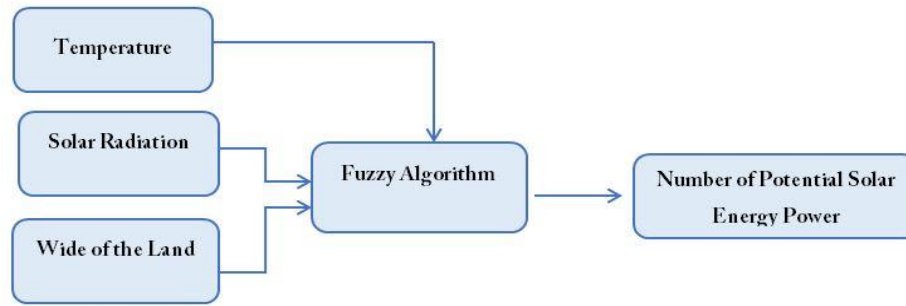 Temperature
Solar Radiation
Wide of the Land
Fuzzy Algorithm
Number of Potential Solar
Energy Power